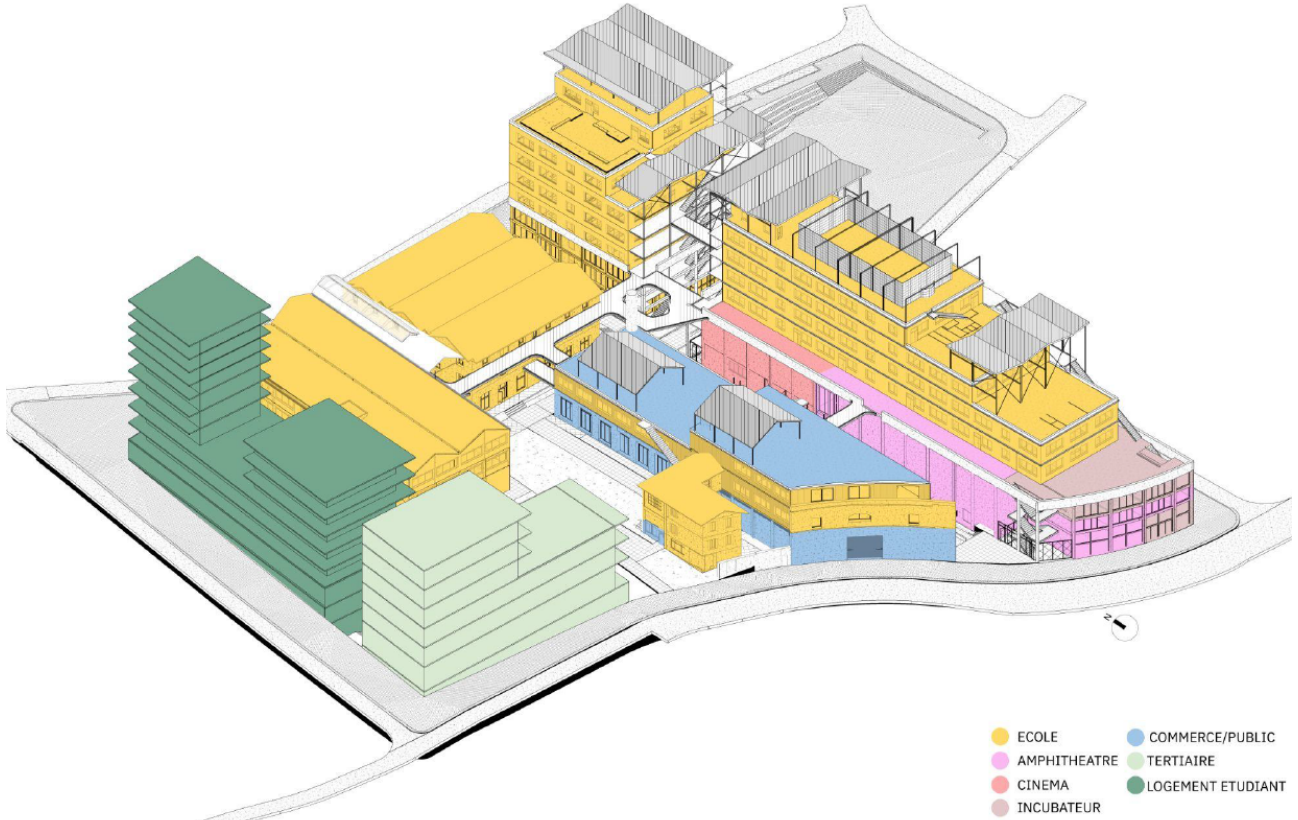 N
ECOLE
AMPHITHEATRE
CINEMA
INCUBATEUR
COMMERCE/PUBLIC
TERTIAIRE
LOGEMENT ETUDIANT